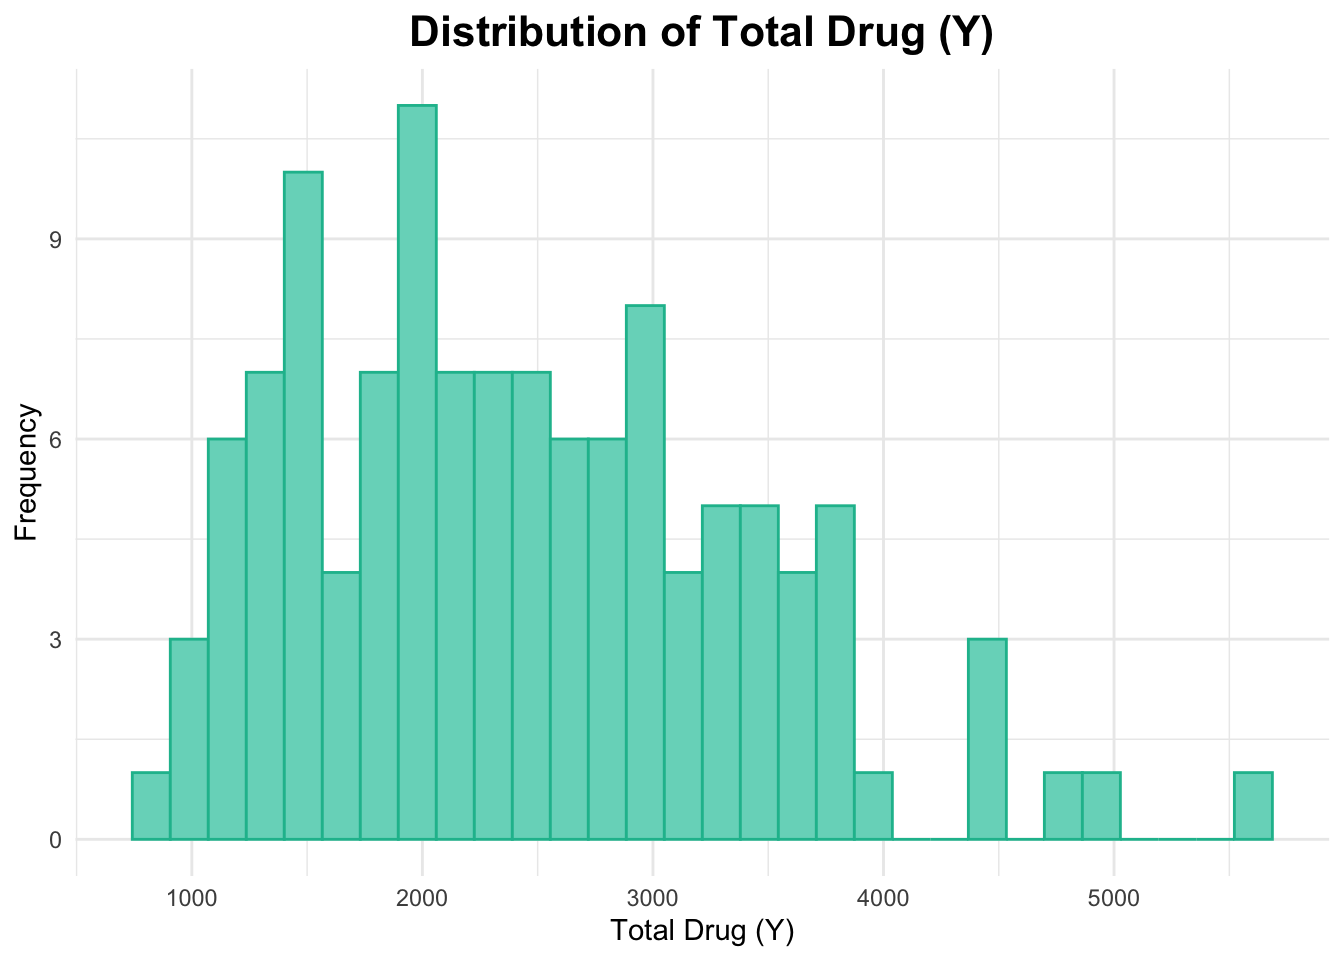 Distribution of Total Drug (Y)
Frequency
9
6
3
0
1000 2000 3000 4000 5000
Total Drug (Y)